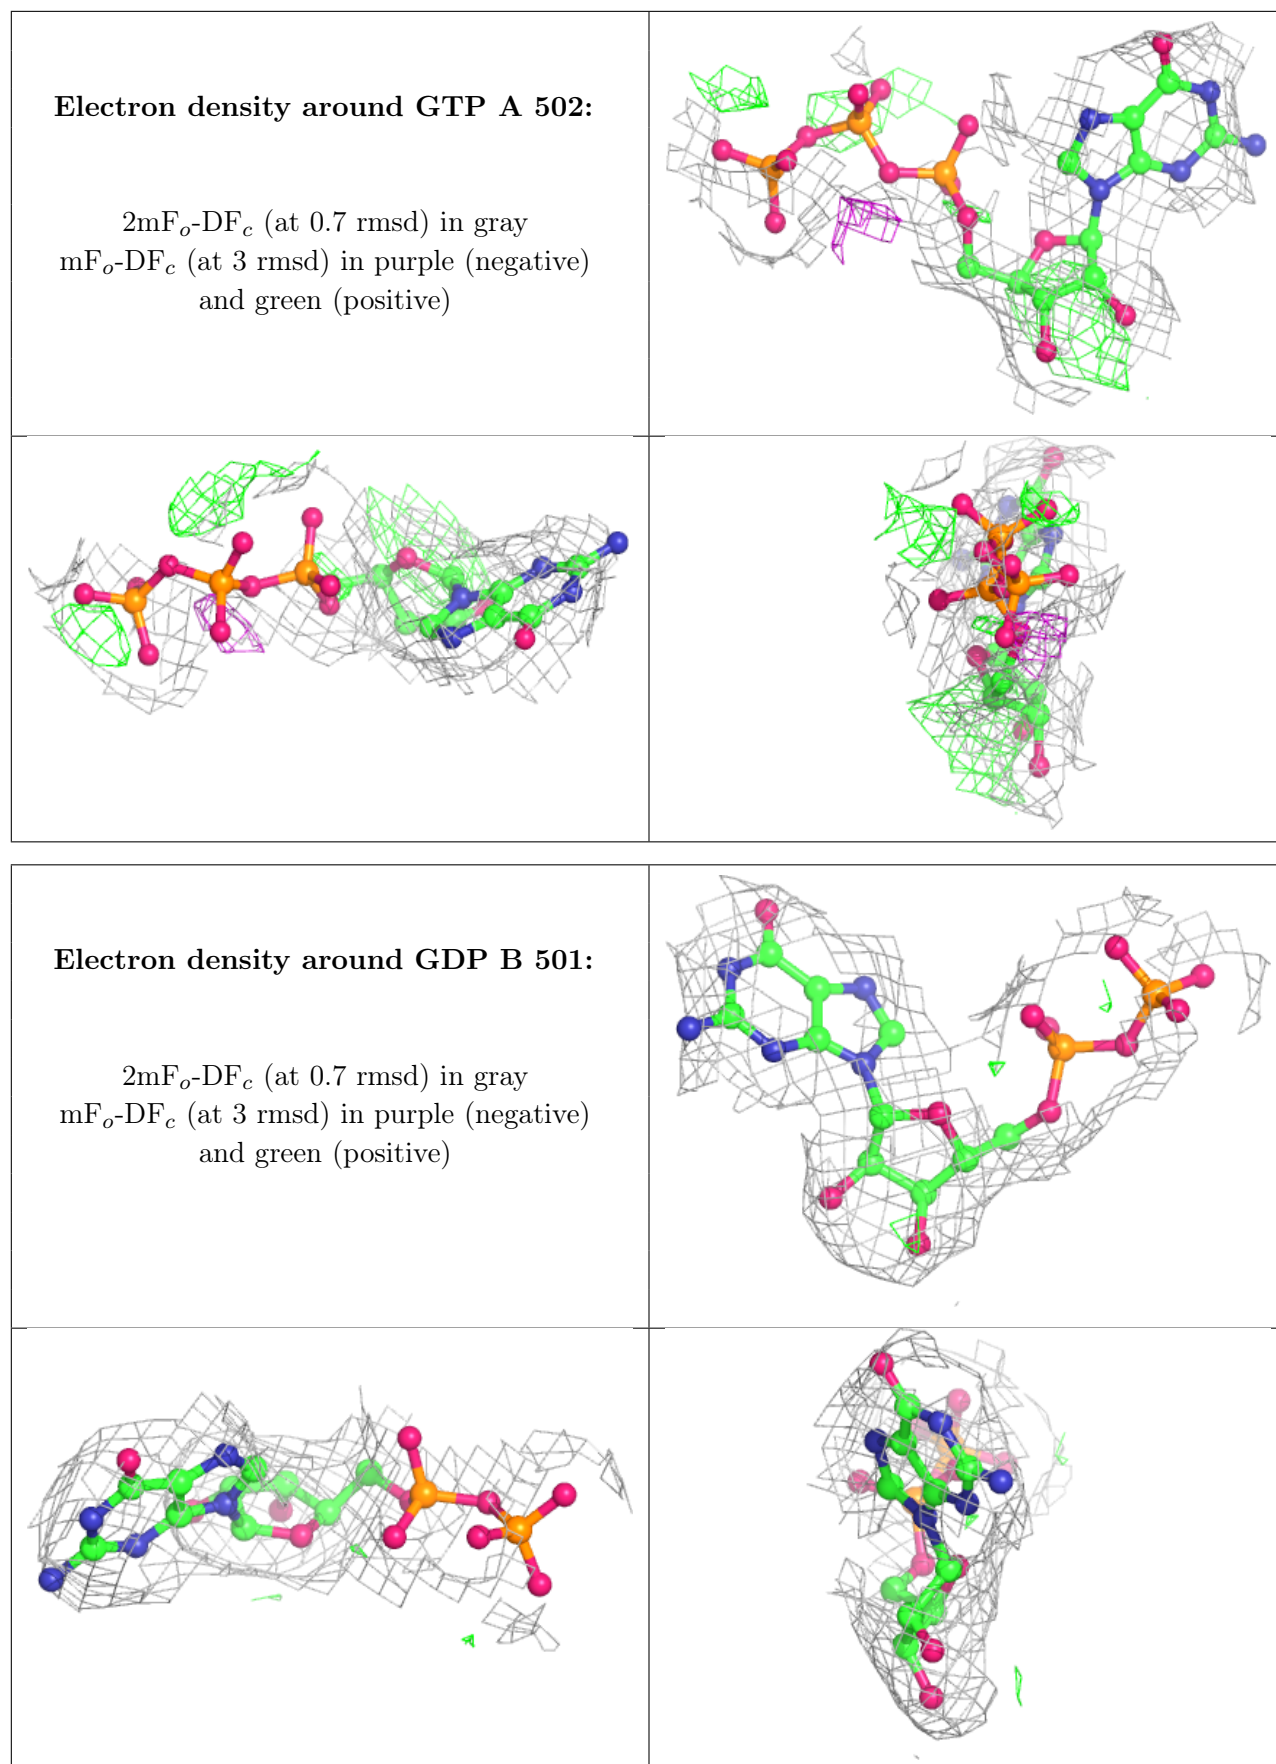 Electron density around GTP A 502:
2mFo-DFc (at 0.7 rmsd) in gray
mFo-DFc (at 3 rmsd) in purple (negative)
and green (positive)
Electron density around GDP B 501:
2mFo-DFc (at 0.7 rmsd) in gray
mFo-DFc (at 3 rmsd) in purple (negative)
and green (positive)